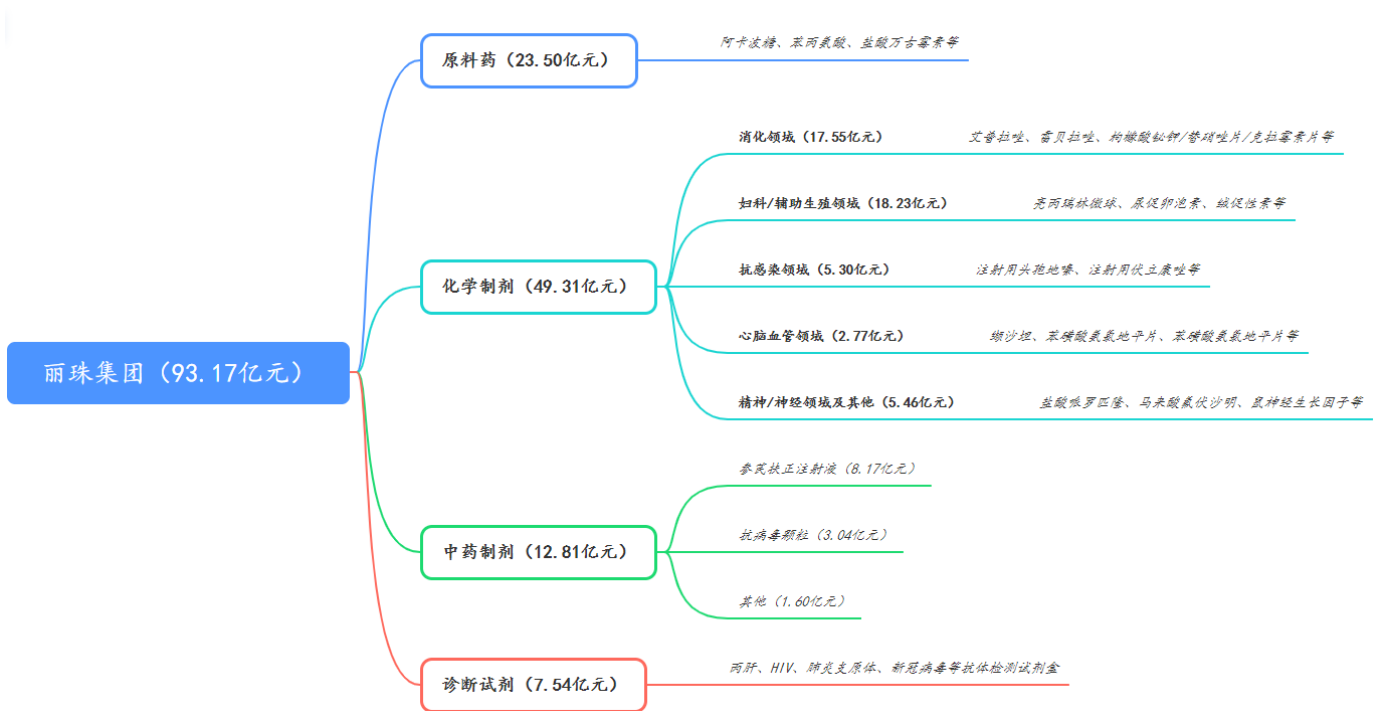 丽珠集团（93.17亿元）
原料药（23.50亿元）
阿卡波糖、苯丙氨酸、盐酸万古霉素等
化学制剂（49.31亿元）
消化领域（17.55亿元）
艾普拉唑、雷贝拉唑、枸橼酸铋钾/替硝唑片/克拉霉素片等
妇科/辅助生殖领域（18.23亿元）
亮丙瑞林微球、尿促卵泡素、绒促性素等
抗感染领域（5.30亿元）
注射用头孢地嗪、注射用伏立康唑等
心脑血管领域（2.77亿元）
缬沙坦、苯磺酸氨氯地平片、苯磺酸氨氯地平片等
精神/神经领域及其他（5.46亿元）
盐酸哌罗匹隆、马来酸氟伏沙明、鼠神经生长因子等
中药制剂（12.81亿元）
参芪扶正注射液（8.17亿元）
抗病毒颗粒（3.04亿元）
其他（1.60亿元）
诊断试剂（7.54亿元）
丙肝、HIV、肺炎支原体、新冠病毒等抗体检测试剂盒